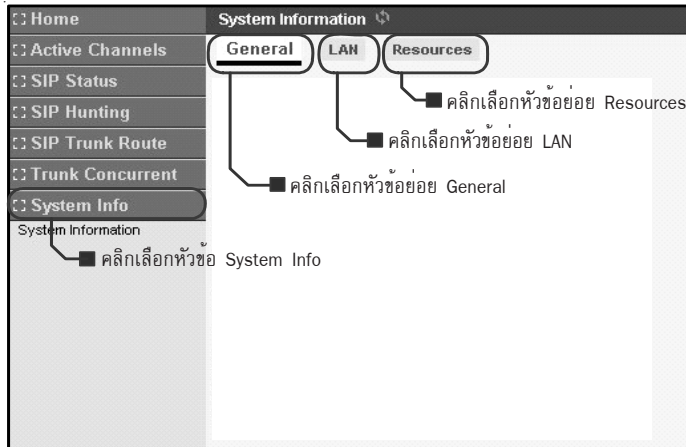 Home
Active Channels
SIP Status
SIP Hunting
SIP Trunk Route
Trunk Concurrent
System Info
System Information
System Information
General LAN Resources
คลิกเลือกหัวข้อย่อย Resources
คลิกเลือกหัวข้อย่อย LAN
คลิกเลือกหัวข้อย่อย General
คลิกเลือกหัวข้อ System Info